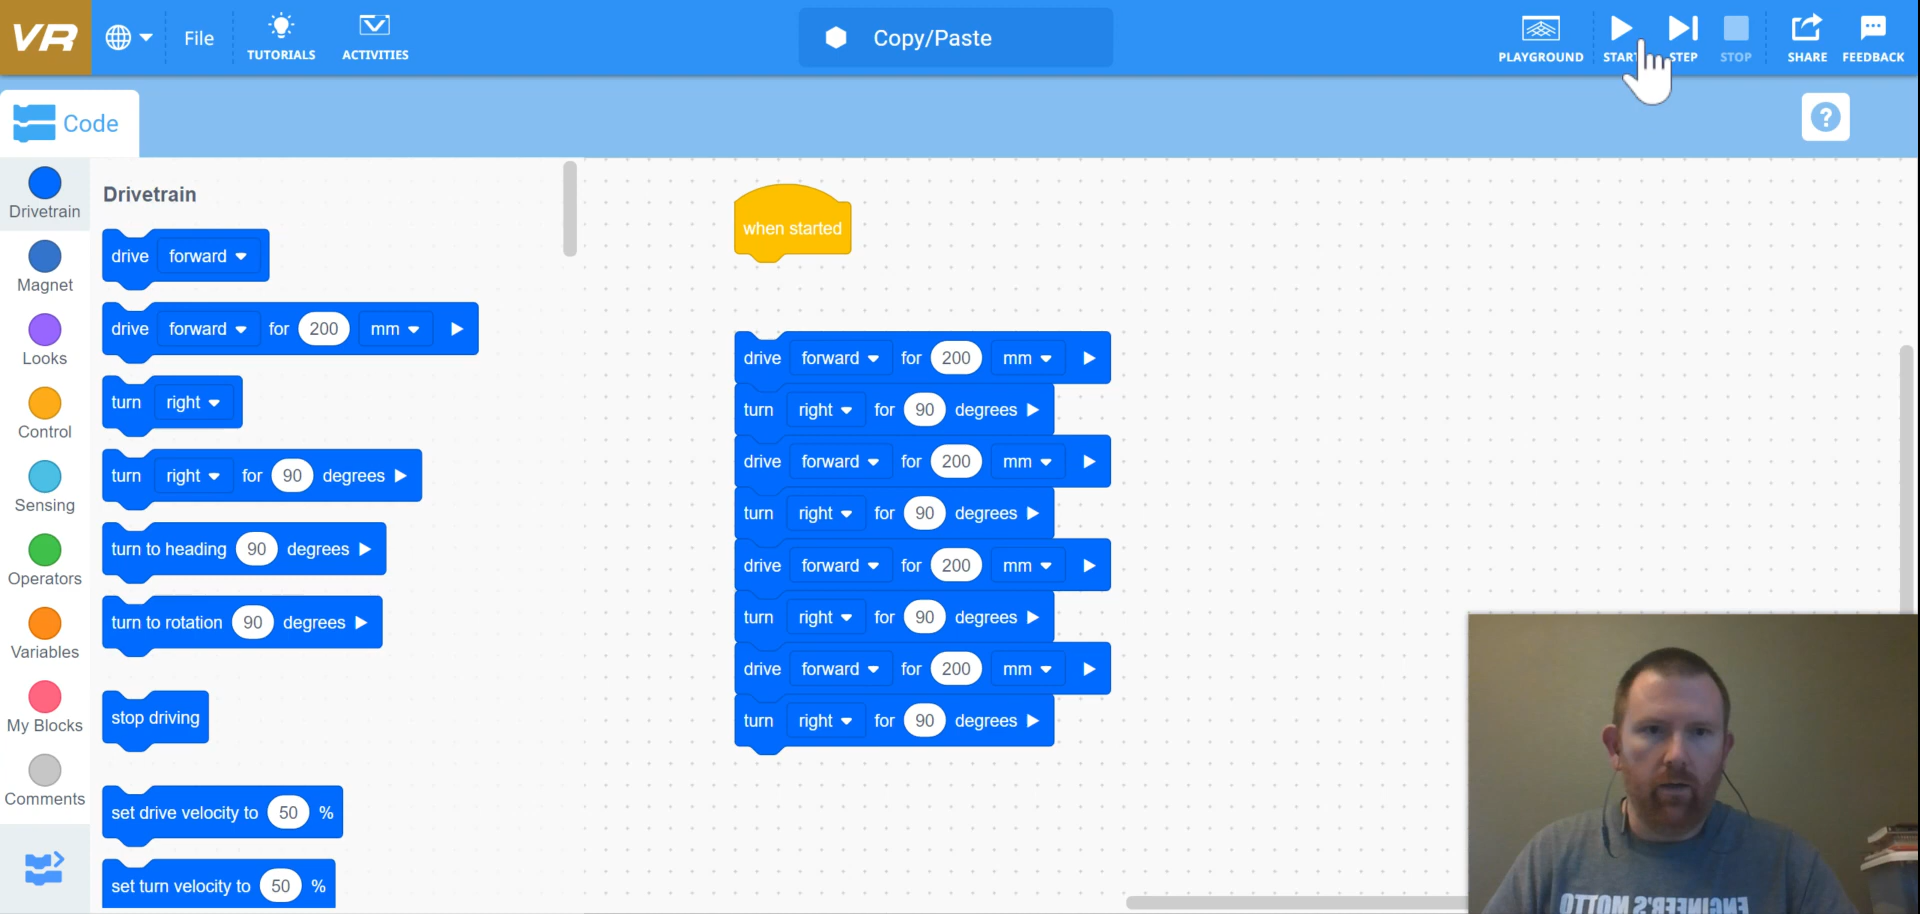 VR
File
TUTORIALS
ACTIVITIES
Copy/Paste
PLAYGROUND
START
STEP
STOP
SHARE
FEEDBACK
Code
?
Drivetrain
Magnet
Looks
Control
Sensing
Operators
Variables
My Blocks
Comments
Drivetrain
drive forward
drive forward for 200 mm
turn right
turn right for 90 degrees
turn to heading 90 degrees
turn to rotation 90 degrees
stop driving
set drive velocity to 50 %
set turn velocity to 50 %
when started
drive forward for 200 mm
turn right for 90 degrees
drive forward for 200 mm
turn right for 90 degrees
drive forward for 200 mm
turn right for 90 degrees
drive forward for 200 mm
turn right for 90 degrees
ENGINEER'S MOTTO